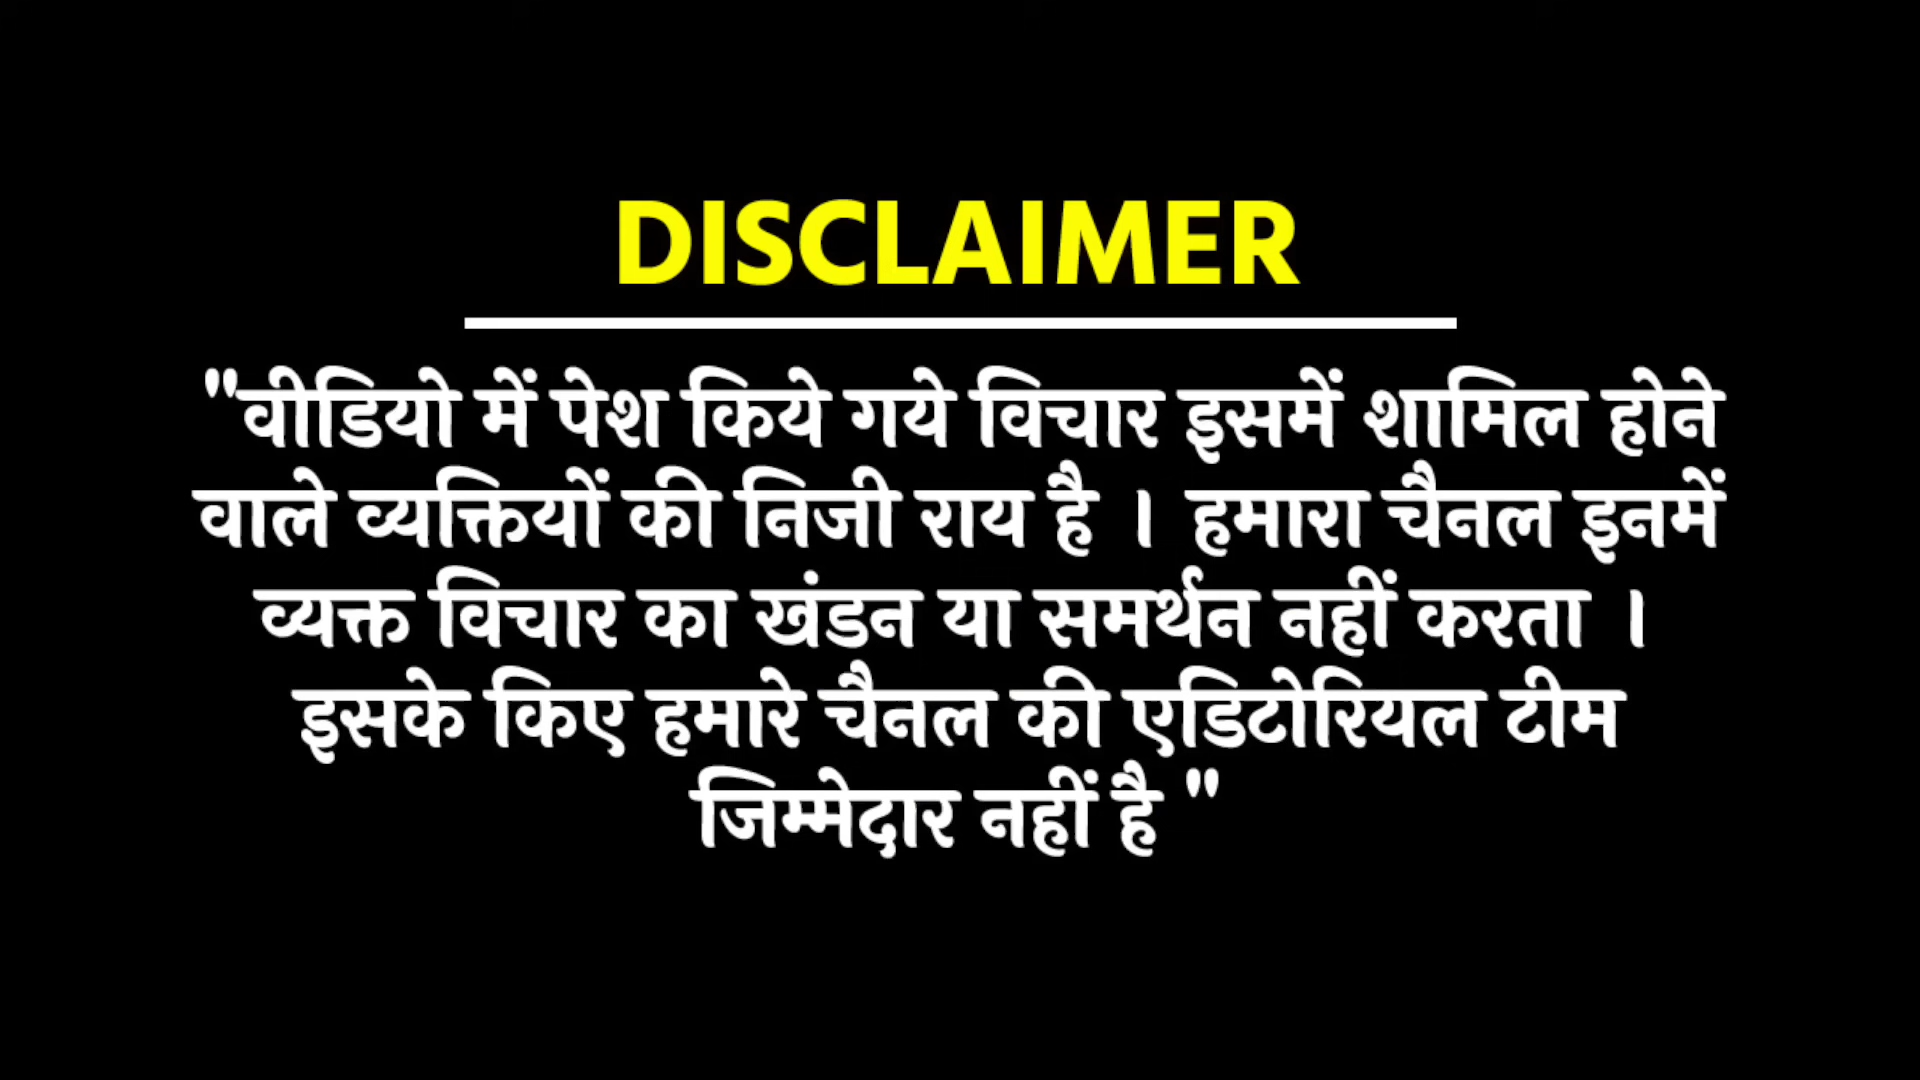 DISCLAIMER
"वीडियो में पेश किये गये विचार इसमें शामिल होने
वाले व्यक्तियों की निजी राय है । हमारा चैनल इनमें
व्यक्त विचार का खंडन या समर्थन नहीं करता ।
इसके किए हमारे चैनल की एडिटोरियल टीम
जिम्मेदार नहीं है "